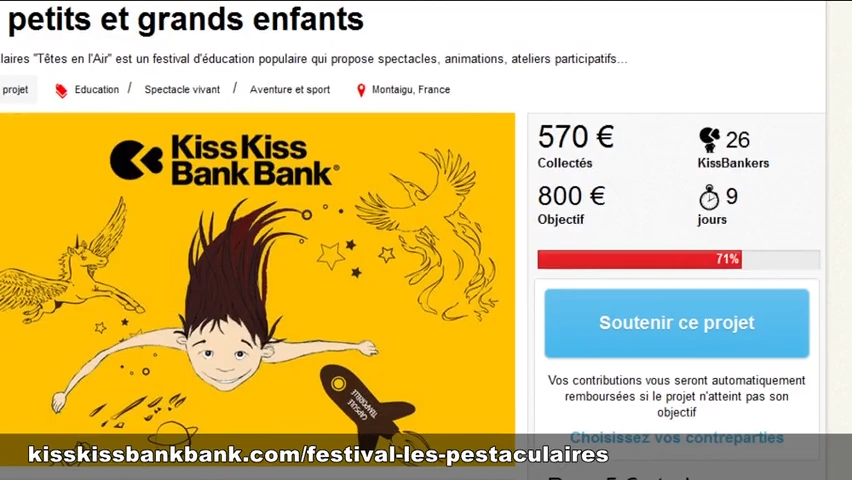 petits et grands enfants
laires "Têtes en l'Air" est un festival d'éducation populaire qui propose spectacles, animations, ateliers participatifs...
projet Education / Spectacle vivant / Aventure et sport Montaigu, France
KissKiss
BankBank®
CAPSULE
TEMPORELLE
570 €
Collectés
26
KissBankers
800 €
Objectif
9
jours
71%
Soutenir ce projet
Vos contributions vous seront automatiquement
remboursées si le projet n'atteint pas son
objectif
Choisissez vos contreparties
kisskissbankbank.com/festival-les-pestaculaires